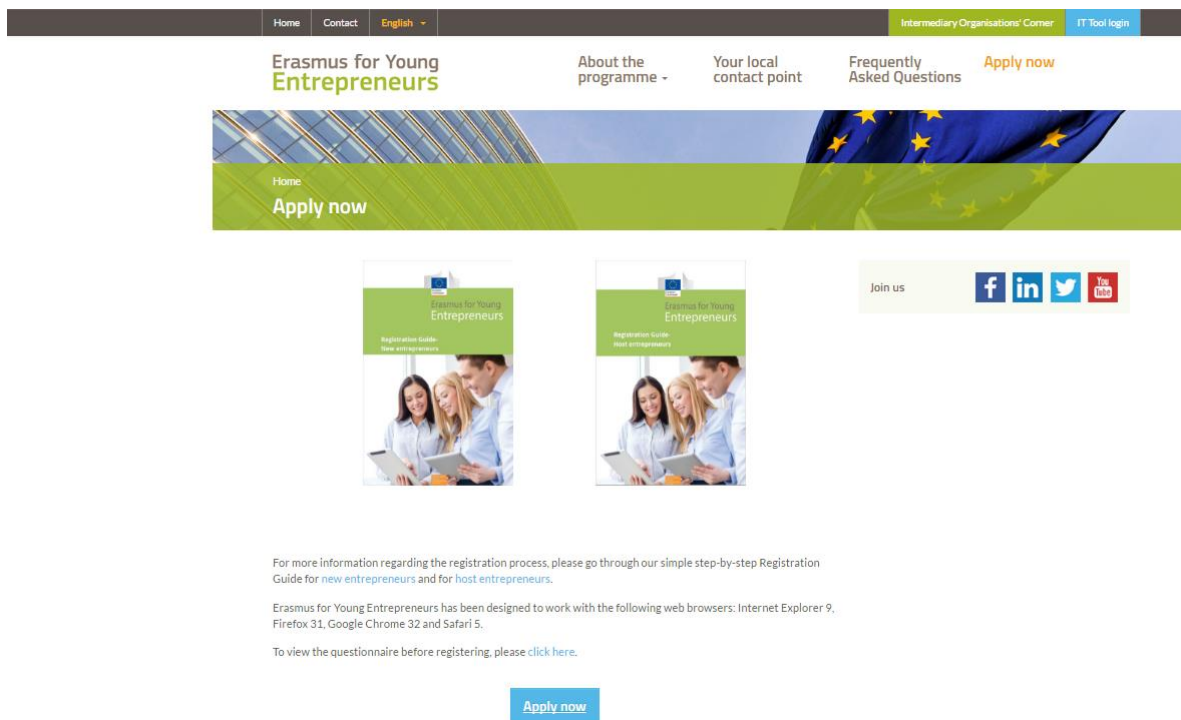 Home Contact English
Intermediary Organisations' Corner IT Tool login
Erasmus for Young
Entrepreneurs
About the
programme
Your local
contact point
Frequently
Asked Questions
Apply now
Home
Apply now
Erasmus for Young
Entrepreneurs
Registration Guide-
New entrepreneurs
Erasmus for Young
Entrepreneurs
Registration Guide-
Host entrepreneurs
Join us
f in You
Tube
For more information regarding the registration process, please go through our simple step-by-step Registration
Guide for new entrepreneurs and for host entrepreneurs.
Erasmus for Young Entrepreneurs has been designed to work with the following web browsers: Internet Explorer 9,
Firefox 31, Google Chrome 32 and Safari 5.
To view the questionnaire before registering, please click here.
Apply now